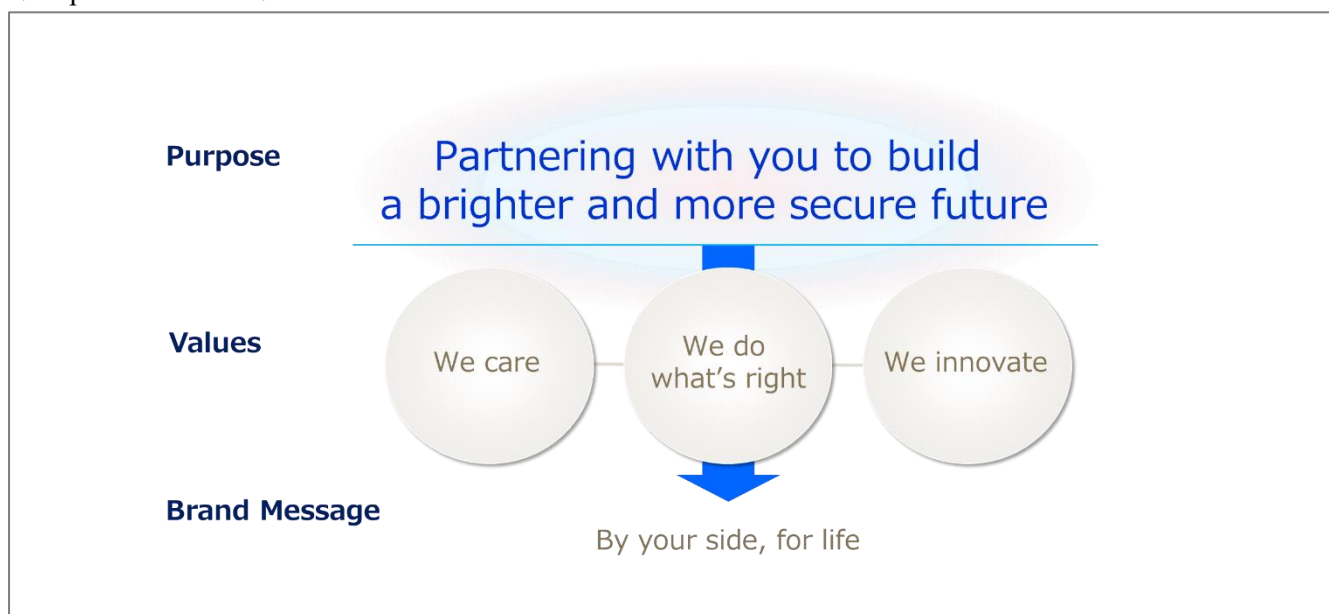 Purpose
Partnering with you to build
a brighter and more secure future
Values
We care
We do
what’s right
We innovate
Brand Message
By your side, for life